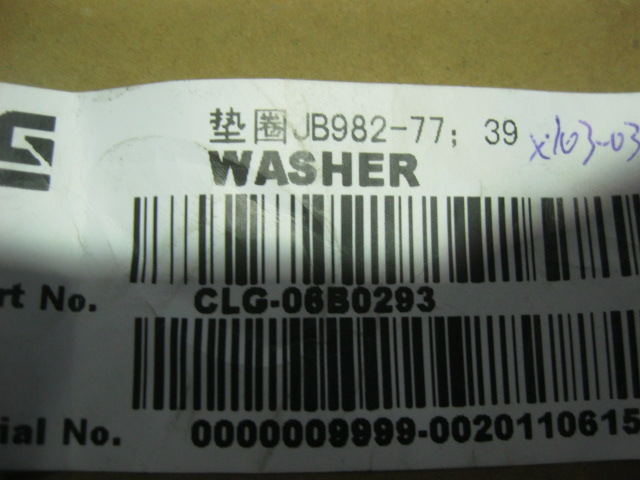 垫圈JB982-77; 39
WASHER
rt No. CLG-06B0293
ial No. 0000009999-0020110615